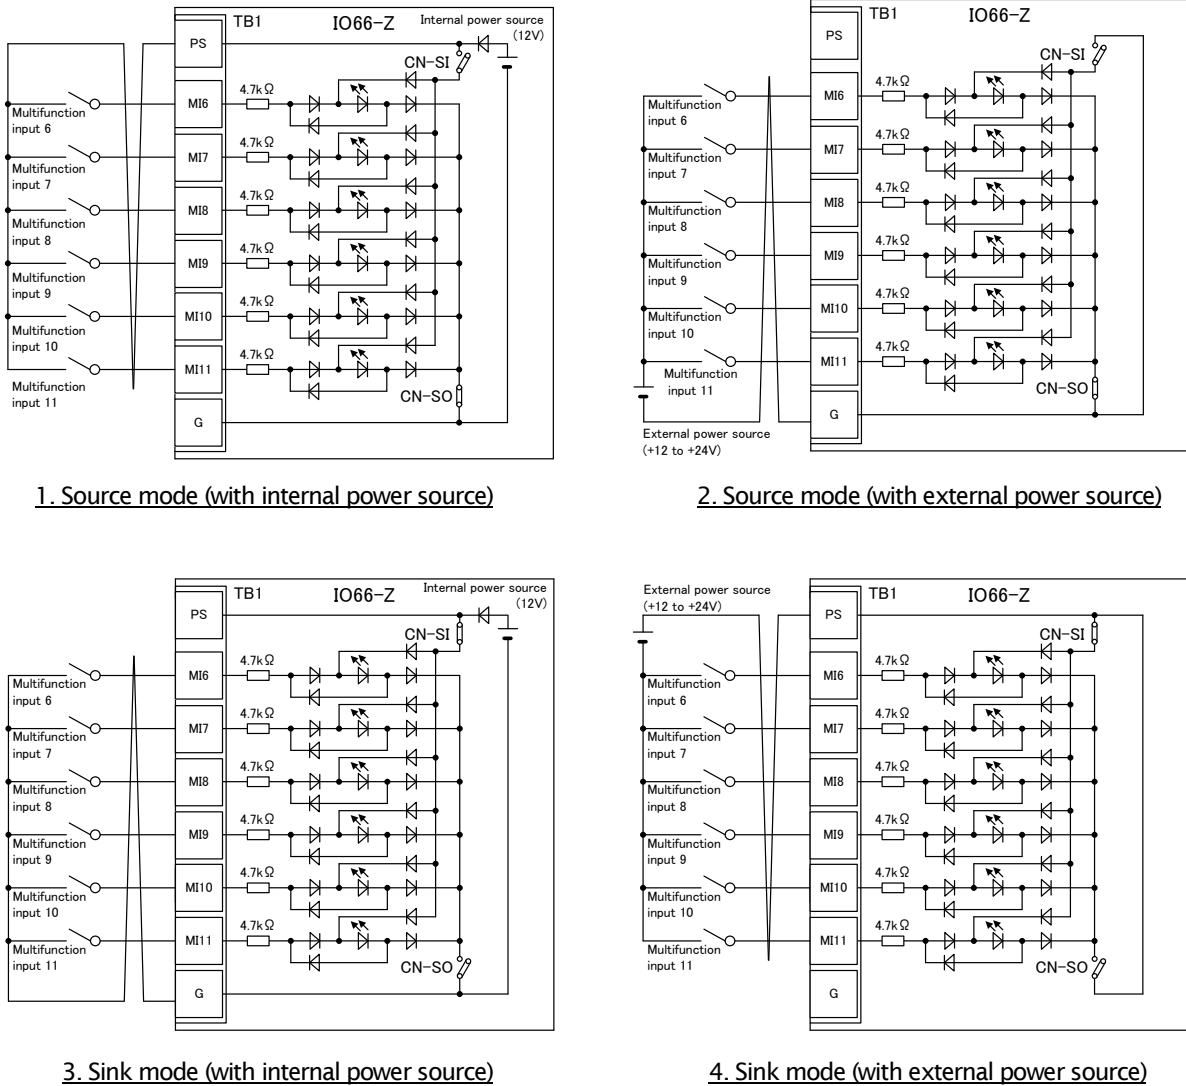 TB1
IO66-Z
Internal power source
(12V)
PS
CN-SI
4.7kΩ
MI6
Multifunction
input 6
4.7kΩ
MI7
Multifunction
input 7
4.7kΩ
MI8
Multifunction
input 8
4.7kΩ
MI9
Multifunction
input 9
4.7kΩ
MI10
Multifunction
input 10
4.7kΩ
MI11
Multifunction
input 11
CN-SO
G
1. Source mode (with internal power source)
TB1
IO66-Z
PS
CN-SI
4.7kΩ
MI6
Multifunction
input 6
4.7kΩ
MI7
Multifunction
input 7
4.7kΩ
MI8
Multifunction
input 8
4.7kΩ
MI9
Multifunction
input 9
4.7kΩ
MI10
Multifunction
input 10
4.7kΩ
MI11
Multifunction
input 11
CN-SO
G
External power source
(+12 to +24V)
2. Source mode (with external power source)
TB1
IO66-Z
Internal power source
(12V)
PS
CN-SI
4.7kΩ
MI6
Multifunction
input 6
4.7kΩ
MI7
Multifunction
input 7
4.7kΩ
MI8
Multifunction
input 8
4.7kΩ
MI9
Multifunction
input 9
4.7kΩ
MI10
Multifunction
input 10
4.7kΩ
MI11
Multifunction
input 11
CN-SO
G
3. Sink mode (with internal power source)
External power source
(+12 to +24V)
TB1
IO66-Z
PS
CN-SI
4.7kΩ
MI6
Multifunction
input 6
4.7kΩ
MI7
Multifunction
input 7
4.7kΩ
MI8
Multifunction
input 8
4.7kΩ
MI9
Multifunction
input 9
4.7kΩ
MI10
Multifunction
input 10
4.7kΩ
MI11
Multifunction
input 11
CN-SO
G
4. Sink mode (with external power source)